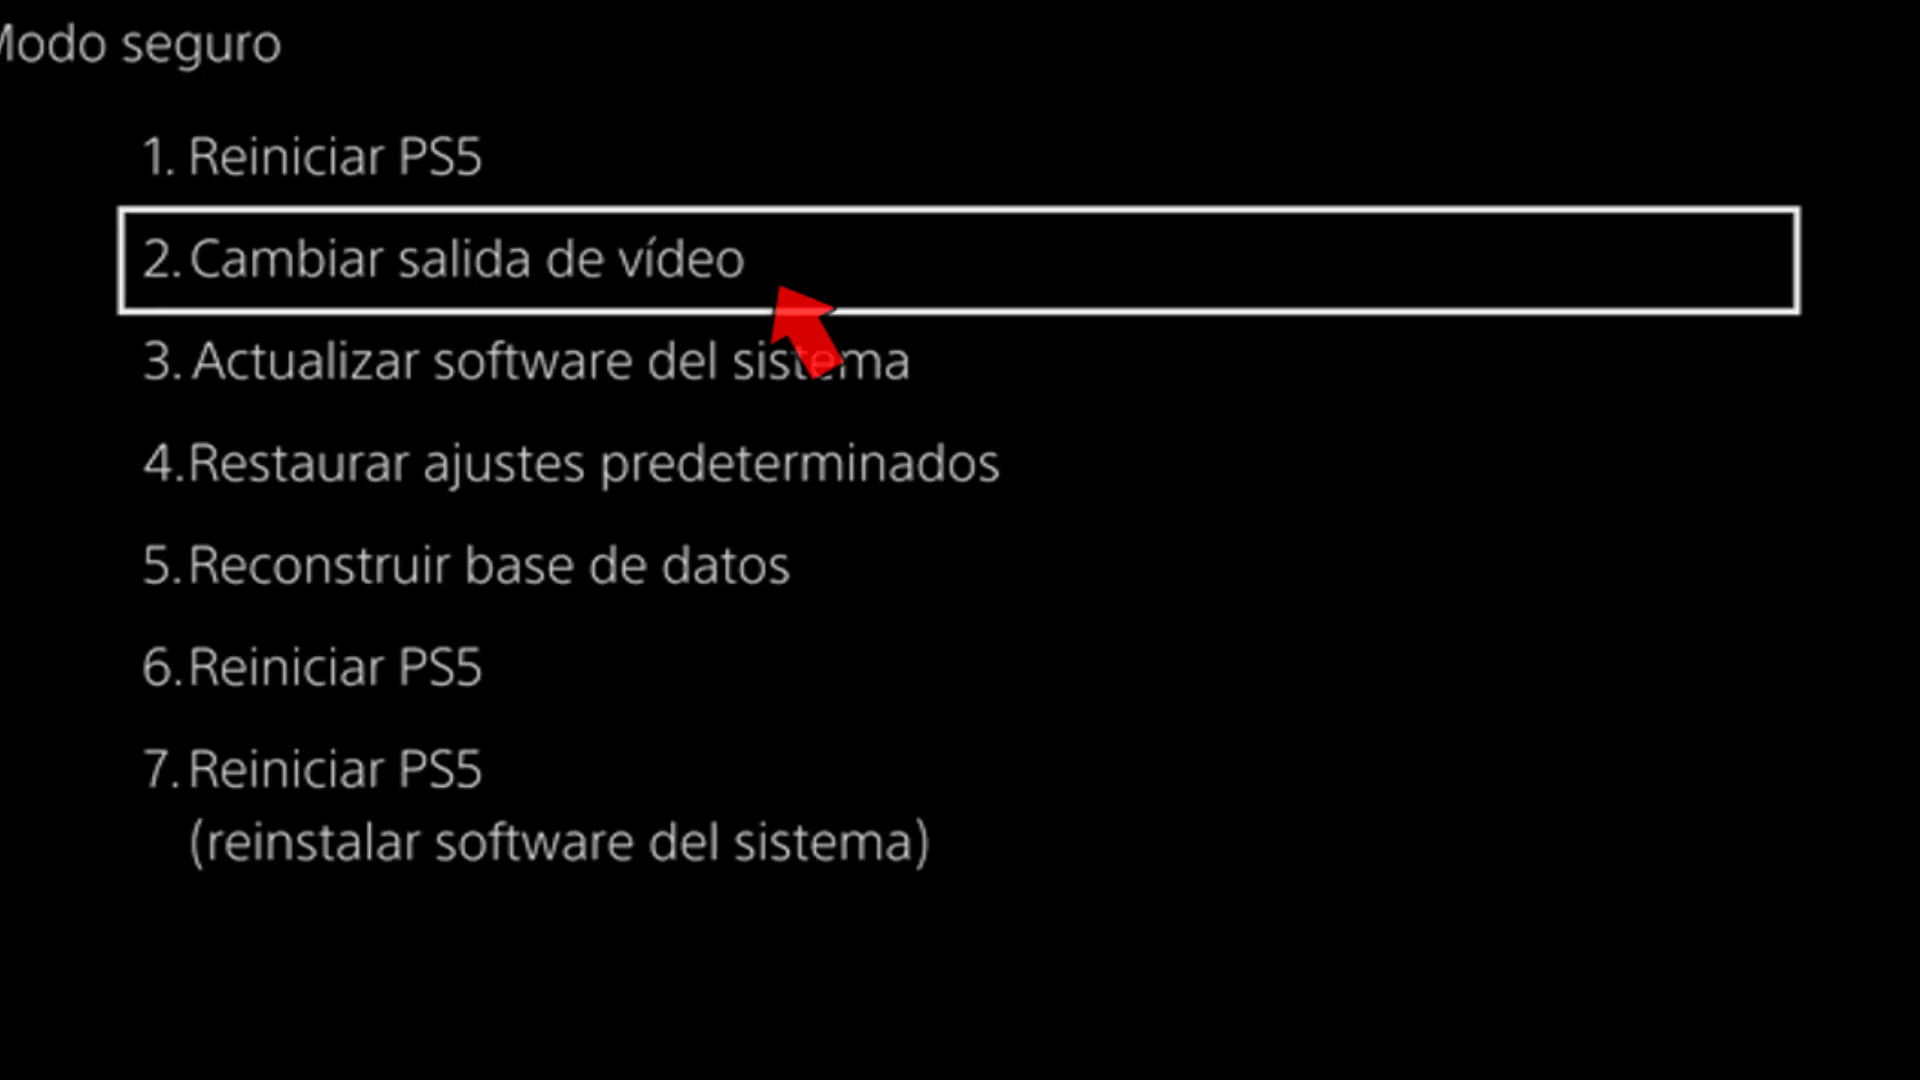 Modo seguro
1. Reiniciar PS5
2. Cambiar salida de vídeo
3. Actualizar software del sistema
4. Restaurar ajustes predeterminados
5. Reconstruir base de datos
6. Reiniciar PS5
7. Reiniciar PS5
(reinstalar software del sistema)